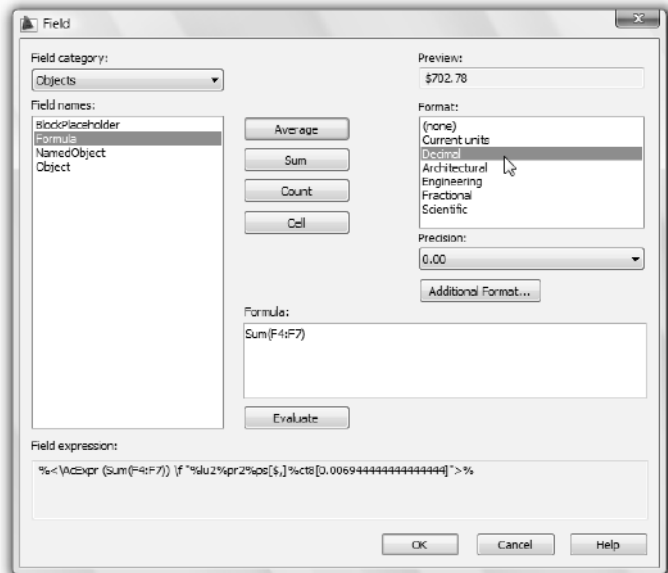 Field
Field category:
Objects
Field names:
BlockPlaceholder
Formula
NamedObject
Object
Average
Sum
Count
Cell
Preview:
$702.78
Format:
(none)
Current units
Decimal
Architectural
Engineering
Fractional
Scientific
Precision:
0.00
Additional Format...
Formula:
Sum(F4:F7)
Evaluate
Field expression:
%<\AcExpr (Sum(F4:F7)) \f "%lu2%pr2%ps[$,]%ct8[0.00694444444444444]">%
OK
Cancel
Help